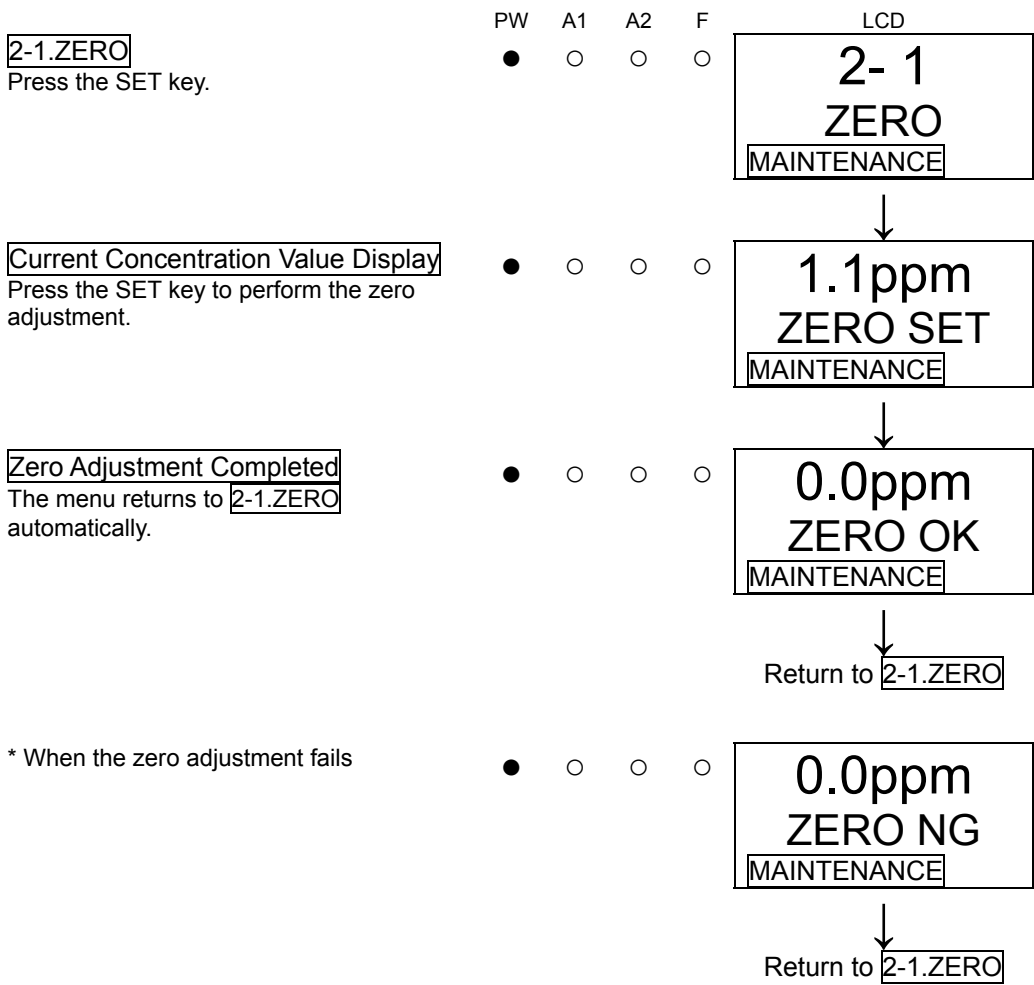 PW A1 A2 F LCD
2-1.ZERO
Press the SET key.
● ○ ○ ○
2- 1
ZERO
MAINTENANCE
↓
Current Concentration Value Display
Press the SET key to perform the zero
adjustment.
● ○ ○ ○
1.1ppm
ZERO SET
MAINTENANCE
↓
Zero Adjustment Completed
The menu returns to 2-1.ZERO
automatically.
● ○ ○ ○
0.0ppm
ZERO OK
MAINTENANCE
↓
Return to 2-1.ZERO
* When the zero adjustment fails
● ○ ○ ○
0.0ppm
ZERO NG
MAINTENANCE
↓
Return to 2-1.ZERO